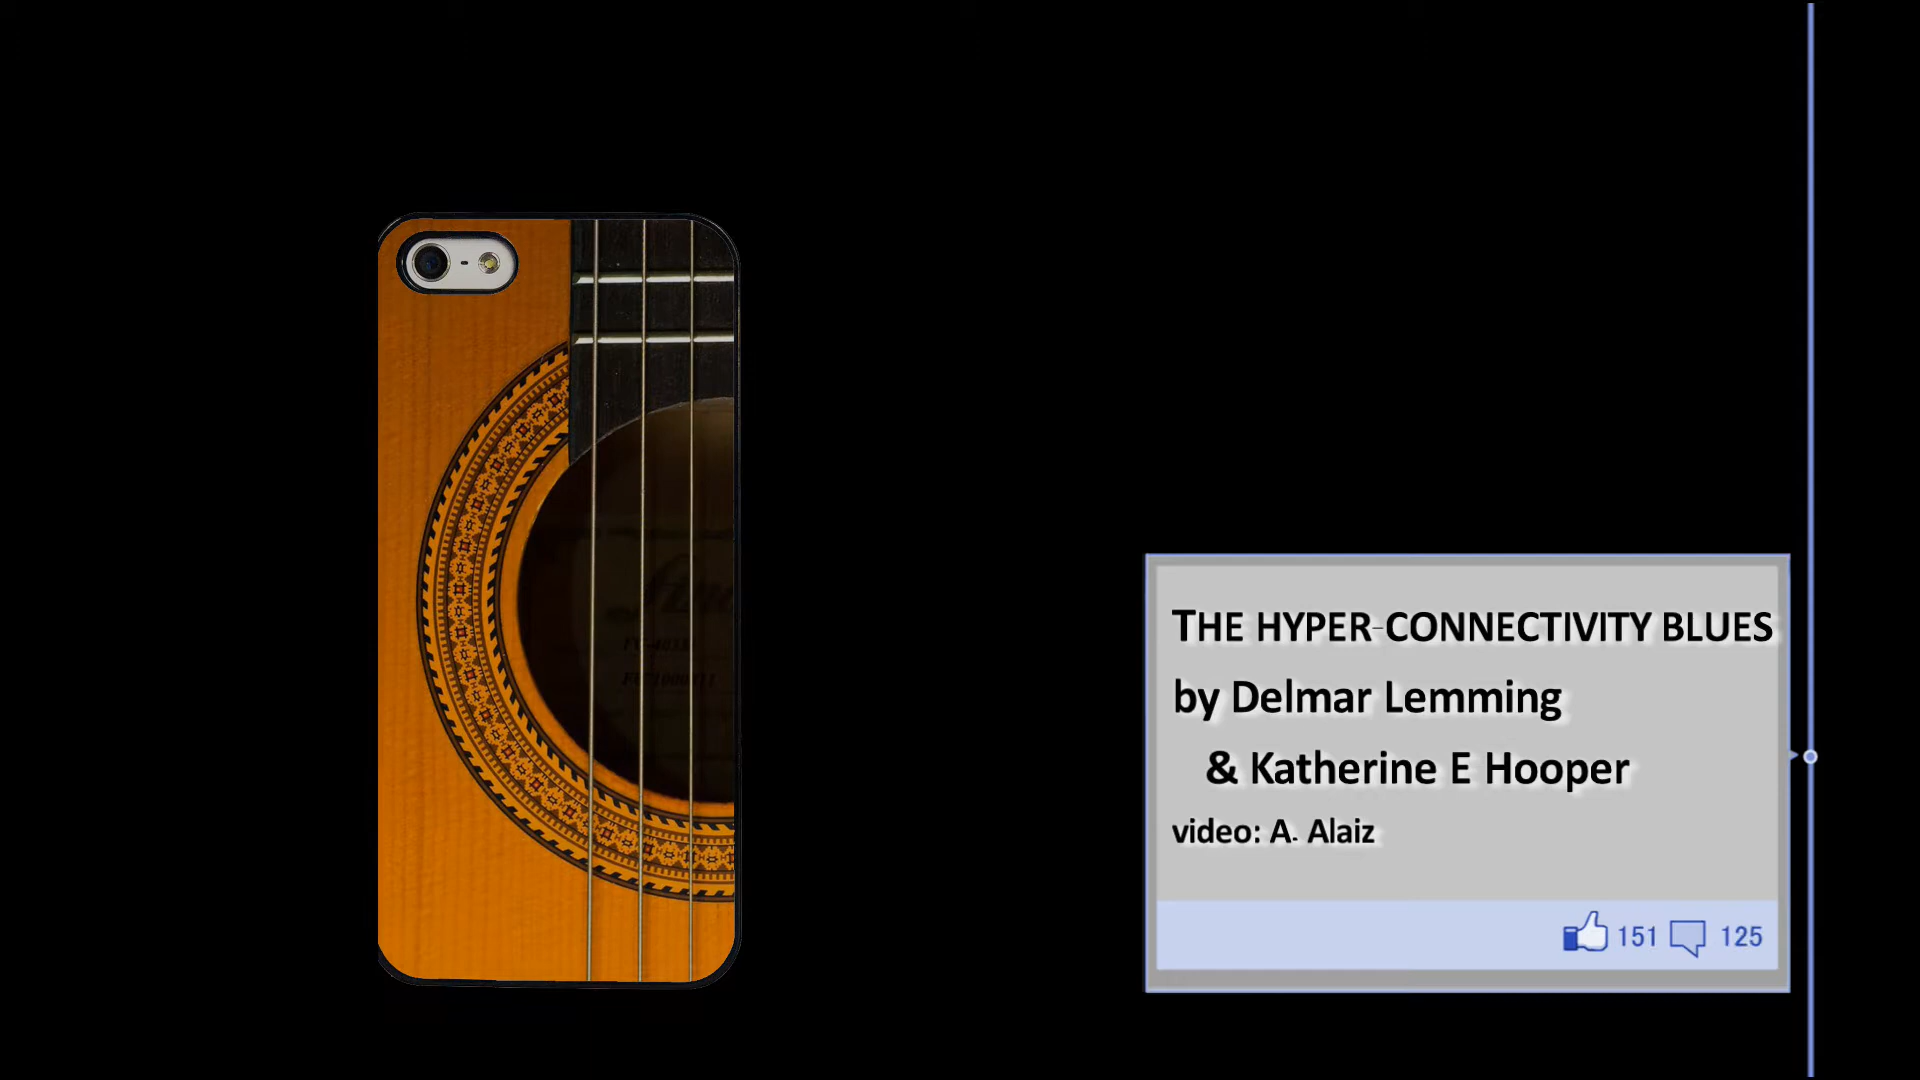 THE HYPER-CONNECTIVITY BLUES
by Delmar Lemming
& Katherine E Hooper
video: A. Alaiz
151 125